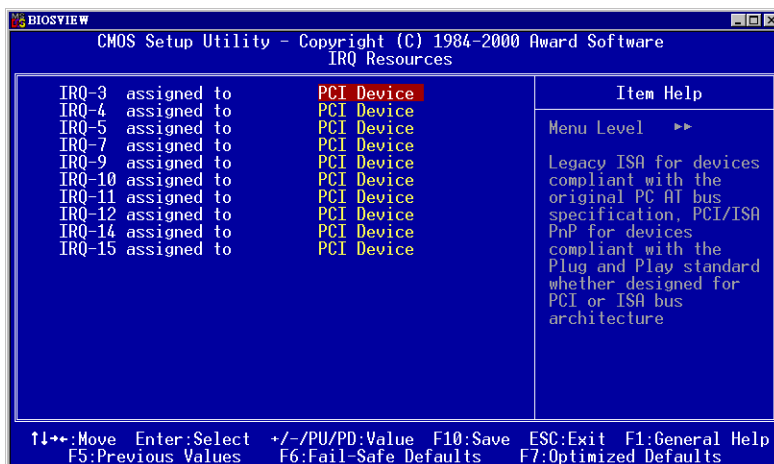 BIOSVIEW
CMOS Setup Utility - Copyright (C) 1984-2000 Award Software
IRQ Resources
IRQ-3 assigned to PCI Device
IRQ-4 assigned to PCI Device
IRQ-5 assigned to PCI Device
IRQ-7 assigned to PCI Device
IRQ-9 assigned to PCI Device
IRQ-10 assigned to PCI Device
IRQ-11 assigned to PCI Device
IRQ-12 assigned to PCI Device
IRQ-14 assigned to PCI Device
IRQ-15 assigned to PCI Device
Item Help
Menu Level ▸▸
Legacy ISA for devices
compliant with the
original PC AT bus
specification, PCI/ISA
PnP for devices
compliant with the
Plug and Play standard
whether designed for
PCI or ISA bus
architecture
↑↓→←:Move Enter:Select +/-/PU/PD:Value F10:Save ESC:Exit F1:General Help
F5:Previous Values F6:Fail-Safe Defaults F7:Optimized Defaults